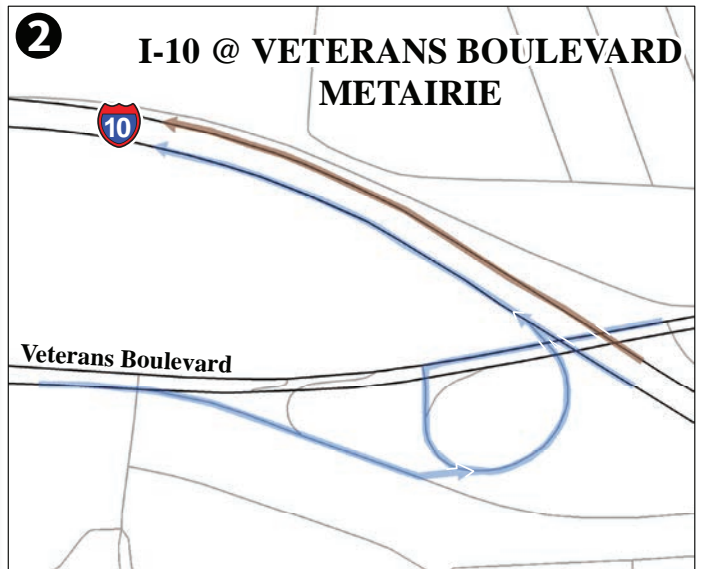 2
I-10 @ VETERANS BOULEVARD
METAIRIE
10
Veterans Boulevard